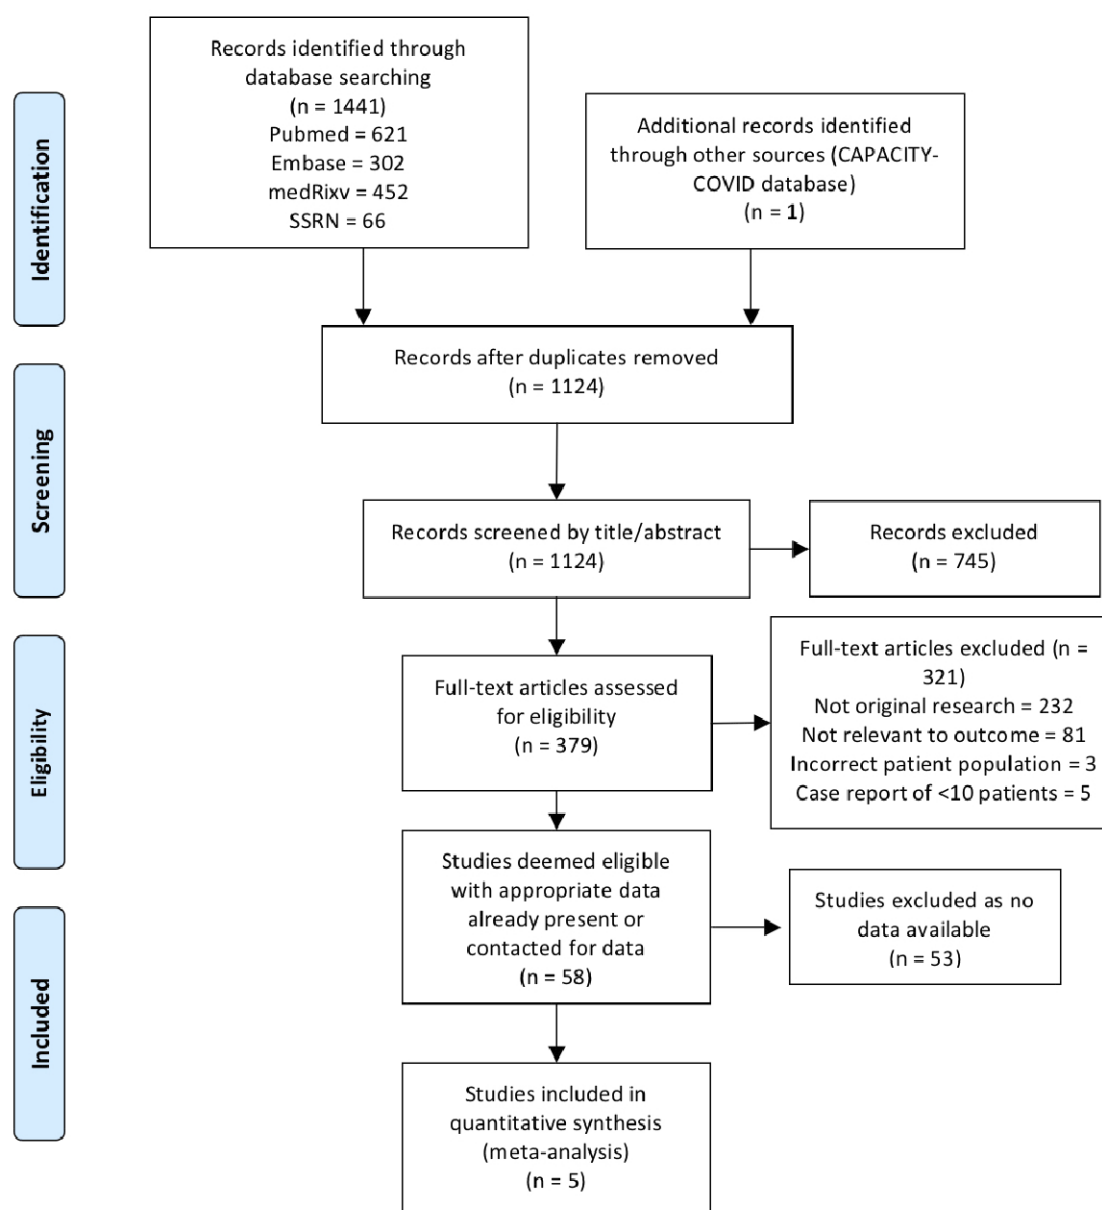 Identification
Records identified through
database searching
(n = 1441)
Pubmed = 621
Embase = 302
medRixv = 452
SSRN = 66
Additional records identified
through other sources (CAPACITY-
COVID database)
(n = 1)
Records after duplicates removed
(n = 1124)
Screening
Records screened by title/abstract
(n = 1124)
Records excluded
(n = 745)
Eligibility
Full-text articles assessed
for eligibility
(n = 379)
Full-text articles excluded (n =
321)
Not original research = 232
Not relevant to outcome = 81
Incorrect patient population = 3
Case report of <10 patients = 5
Studies deemed eligible
with appropriate data
already present or
contacted for data
(n = 58)
Studies excluded as no
data available
(n = 53)
Included
Studies included in
quantitative synthesis
(meta-analysis)
(n = 5)